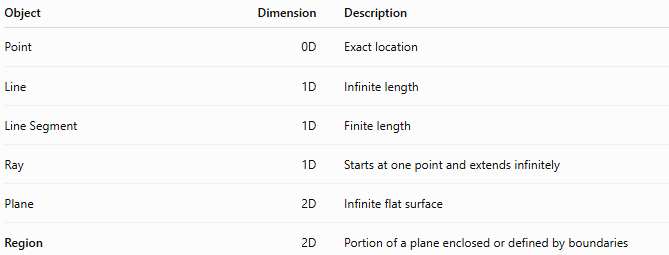 Object Dimension Description
Point 0D Exact location
Line 1D Infinite length
Line Segment 1D Finite length
Ray 1D Starts at one point and extends infinitely
Plane 2D Infinite flat surface
Region 2D Portion of a plane enclosed or defined by boundaries